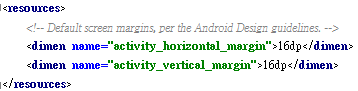 <resources>
<!-- Default screen margins, per the Android Design guidelines. -->
<dimen name="activity_horizontal_margin">16dp</dimen>
<dimen name="activity_vertical_margin">16dp</dimen>
</resources>